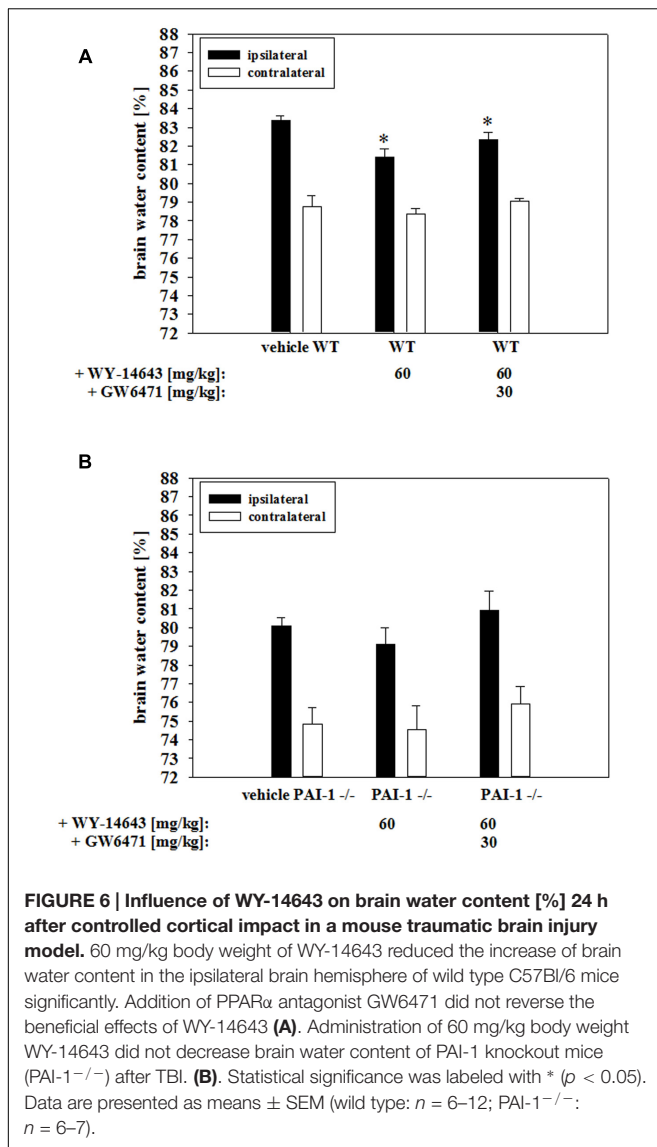 A
88
87
86
85
84
83
82
81
80
79
78
77
76
75
74
73
72
brain water content [%]
ipsilateral
contralateral
*
*
vehicle WT WT WT
+ WY-14643 [mg/kg]: 60 60
+ GW6471 [mg/kg]: 30
B
88
87
86
85
84
83
82
81
80
79
78
77
76
75
74
73
72
brain water content [%]
ipsilateral
contralateral
vehicle PAI-1 -/- PAI-1 -/- PAI-1 -/-
+ WY-14643 [mg/kg]: 60 60
+ GW6471 [mg/kg]: 30
FIGURE 6 | Influence of WY-14643 on brain water content [%] 24 h
after controlled cortical impact in a mouse traumatic brain injury
model. 60 mg/kg body weight of WY-14643 reduced the increase of brain
water content in the ipsilateral brain hemisphere of wild type C57Bl/6 mice
significantly. Addition of PPARα antagonist GW6471 did not reverse the
beneficial effects of WY-14643 (A). Administration of 60 mg/kg body weight
WY-14643 did not decrease brain water content of PAI-1 knockout mice
(PAI-1−/−) after TBI. (B). Statistical significance was labeled with * (p < 0.05).
Data are presented as means ± SEM (wild type: n = 6–12; PAI-1−/−:
n = 6–7).